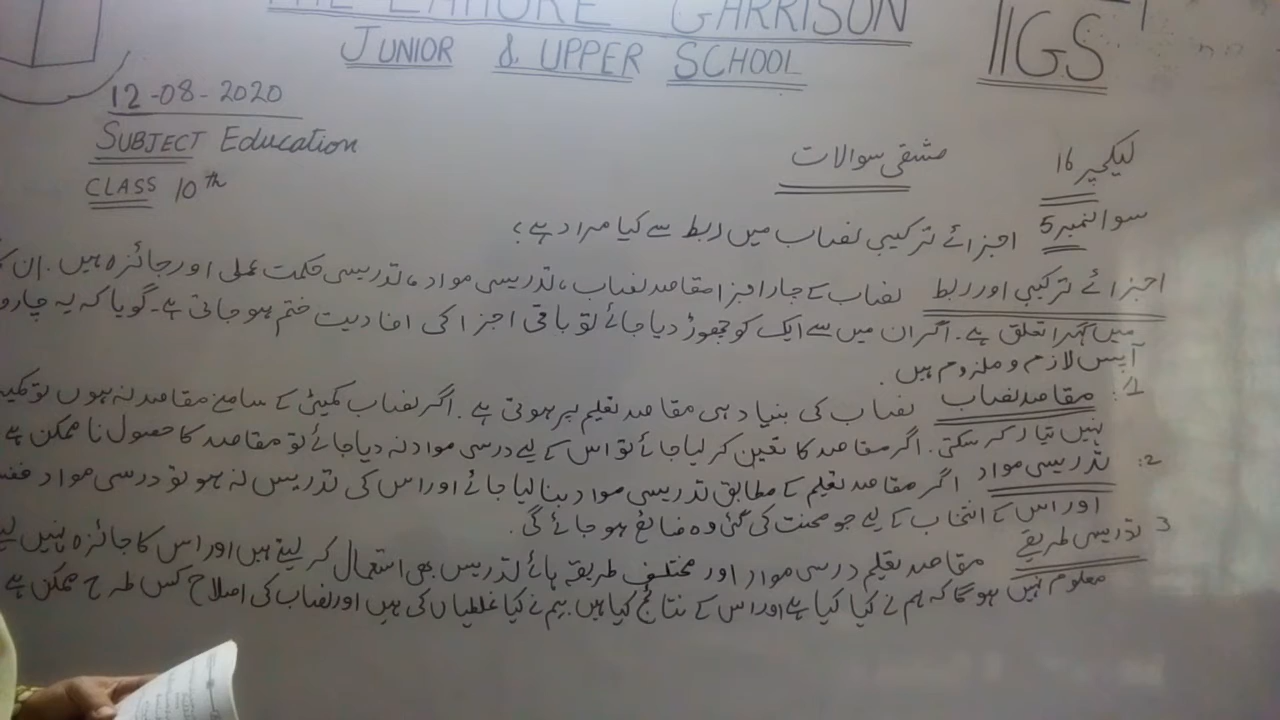 THE LAHORE GARRISON
JUNIOR & UPPER SCHOOL
IIGS
12-08-2020
SUBJECT Education
CLASS 10th
لیکچر 16
مشقی سوالات
سوالنمبر 5 اجزائے ترکیبی نصاب میں ربط سے کیا مراد ہے؟
اجزائے ترکیبی اور ربط نصاب کے چار اجزا مقاصد نصاب، تدریسی مواد، تدریسی حکمت عملی اور جائزہ ہیں۔ ان
میں گہرا تعلق ہے۔ اگر ان میں سے ایک کو چھوڑ دیا جائے تو باقی اجزا کی افادیت ختم ہو جاتی ہے۔ گویا کہ یہ چارو
آپس لازم و ملزوم ہیں۔
1: مقاصد نصاب نصاب کی بنیاد ہی مقاصد تعلیم پر ہوتی ہے۔ اگر نصاب کمیٹی کے سامنے مقاصد نہ ہوں تو
نہیں تیار کر سکتی۔ اگر مقاصد کا تعین کر لیا جائے تو اس کے لیے درسی مواد نہ دیا جائے تو مقاصد کا حصول ناممکن ہے
2: تدریسی مواد اگر مقاصد تعلیم کے مطابق تدریسی مواد بنا لیا جائے اور اس کی تدریس نہ ہو تو درسی مواد
اور اس کے انتخاب کے لیے جو محنت کی گئی وہ ضائع ہو جائے گی۔
3 تدریسی طریقے مقاصد تعلیم درسی مواد اور مختلف طریقہ ہائے تدریس بھی استعمال کر لیتے ہیں اور اس کا جائزہ نہیں
معلوم نہیں ہو گا کہ ہم نے کیا کیا ہے اور اس کے نتائج کیا ہیں۔ ہم نے کیا غلطیاں کی ہیں اور نصاب کی اصلاح کس طرح ممکن ہے